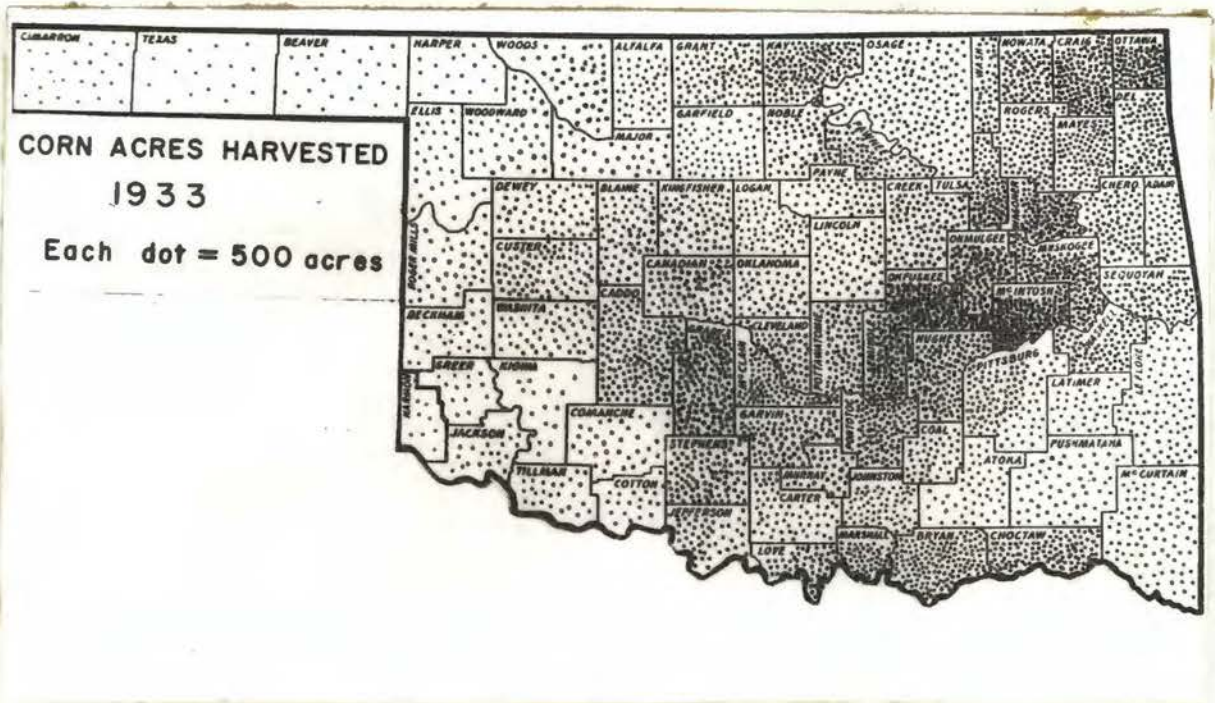 CIMARRON TEXAS BEAVER HARPER WOODS ALFALFA GRANT KAY OSAGE NOWATA CRAIG OTTAWA
ELLIS WOODWARD MAJOR GARFIELD NOBLE ROGERS MAYES DEL.
CORN ACRES HARVESTED
1933
Each dot = 500 acres
DEWEY BLAINE KINGFISHER LOGAN PAYNE CREEK TULSA CHERO. ADAIR
ROGER MILLS CUSTER LINCOLN OKMULGEE MUSKOGEE
CANADIAN OKLAHOMA OKFUSKEE MCINTOSH SEQUOYAH
BECKHAM WASHITA CADDO CLEVELAND HUGHES PITTSBURG
HARMON GREER KIOWA LATIMER LE FLORE
JACKSON COMANCHE GARVIN COAL PUSHMATAHA
TILLMAN COTTON STEPHENS MURRAY JOHNSTON ATOKA McCURTAIN
JEFFERSON CARTER
LOVE MARSHALL BRYAN CHOCTAW